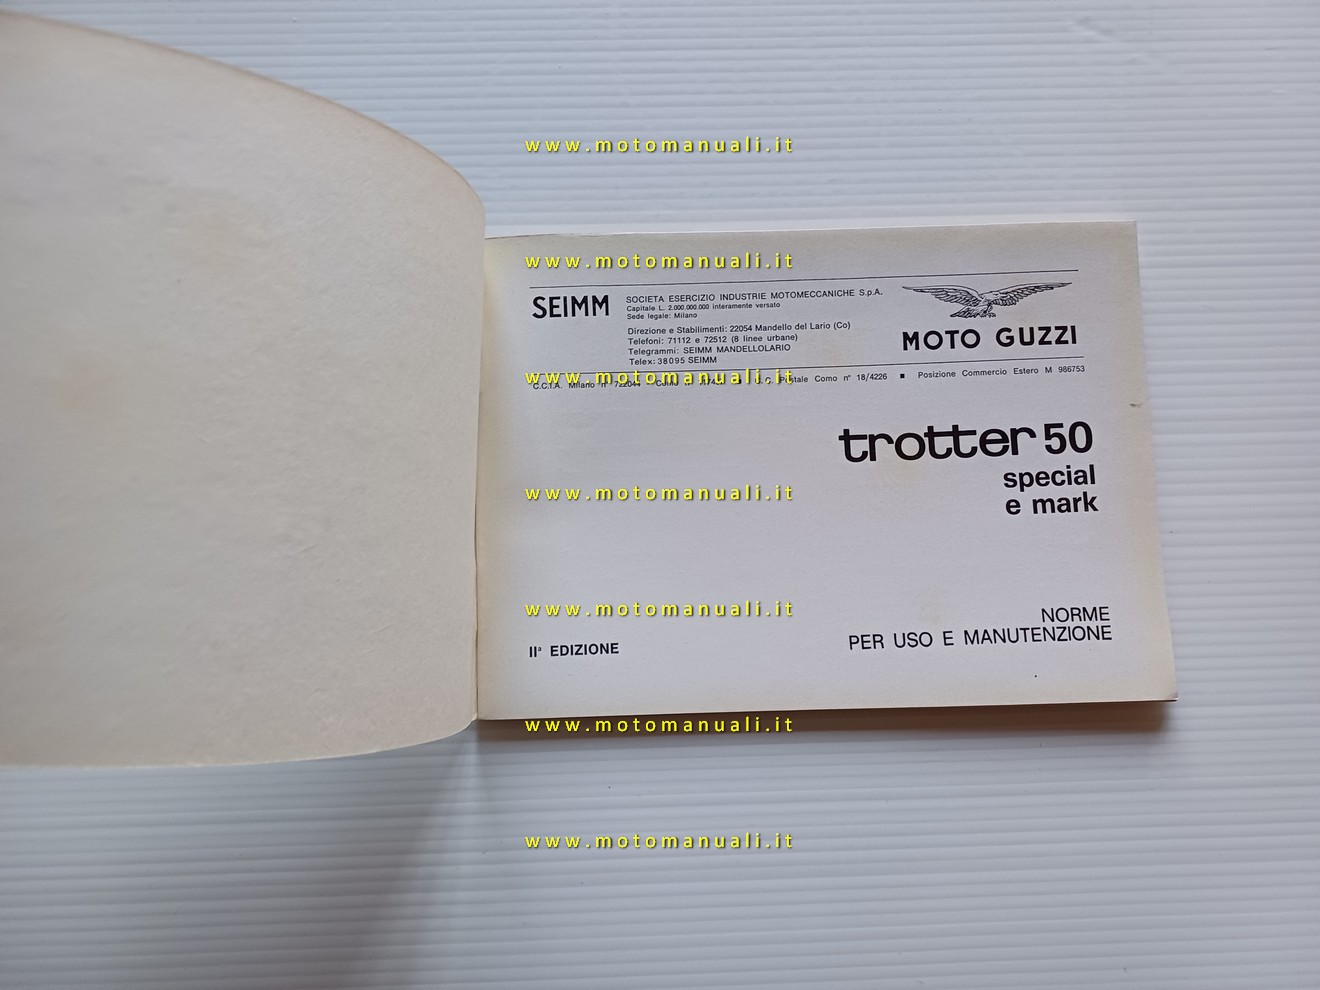 www.motomanuali.it
www.motomanuali.it
SEIMM
SOCIETA ESERCIZIO INDUSTRIE MOTOMECCANICHE S.p.A.
Capitale L. 2.000.000.000 interamente versato
Sede legale: Milano
Direzione e Stabilimenti: 22054 Mandello del Lario (Co)
Telefoni: 71112 e 72512 (8 linee urbane)
Telegrammi: SEIMM MANDELLOLARIO
Telex: 38095 SEIMM
MOTO GUZZI
www.motomanuali.it
C.C.I.A. Milano n° Postale Como n° 18/4226 ■ Posizione Commercio Estero M 986753
trotter 50
special
e mark
www.motomanuali.it
www.motomanuali.it
NORME
PER USO E MANUTENZIONE
IIª EDIZIONE
www.motomanuali.it
www.motomanuali.it